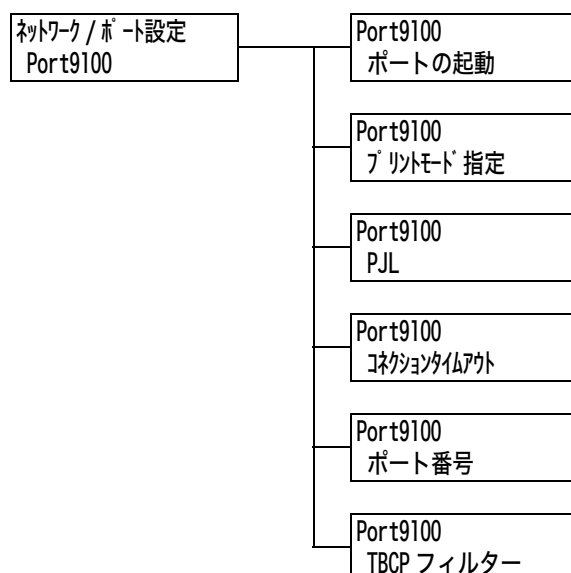 ﾈｯﾄﾜｰｸ / ﾎﾟｰﾄ設定
Port9100
Port9100
ポートの起動
Port9100
ﾌﾟﾘﾝﾄﾓｰﾄﾞ指定
Port9100
PJL
Port9100
ｺﾈｸｼｮﾝﾀｲﾑｱｳﾄ
Port9100
ポート番号
Port9100
TBCP フィルター